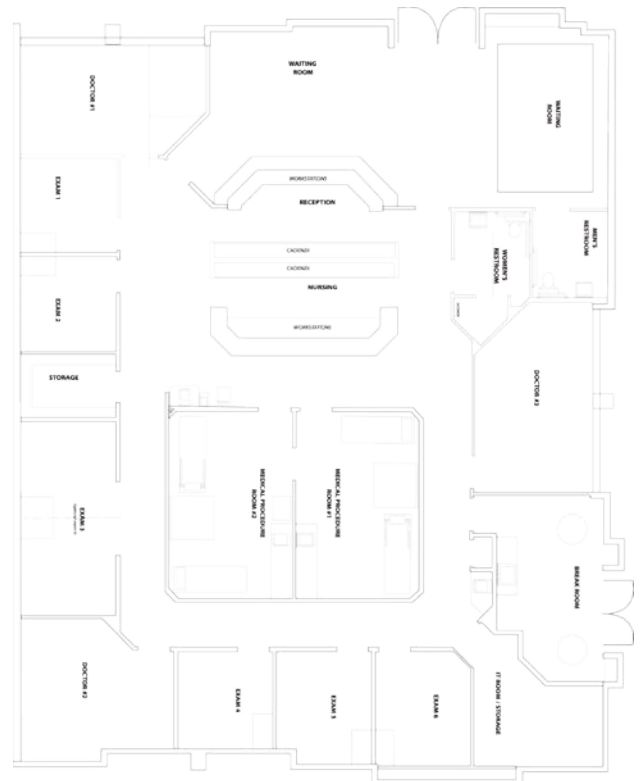 WAITING
ROOM
DOCTOR #1
WAITING
ROOM
EXAM 1
WORKSTATIONS
RECEPTION
MEN'S
RESTROOM
WOMEN'S
RESTROOM
CADENZA
CADENZA
NURSING
EXAM 2
WORKSTATIONS
STORAGE
DOCTOR #3
MEDICAL PROCEDURE
ROOM #2
MEDICAL PROCEDURE
ROOM #1
EXAM 3
BREAK ROOM
DOCTOR #2
EXAM 4
EXAM 5
EXAM 6
IT ROOM / STORAGE